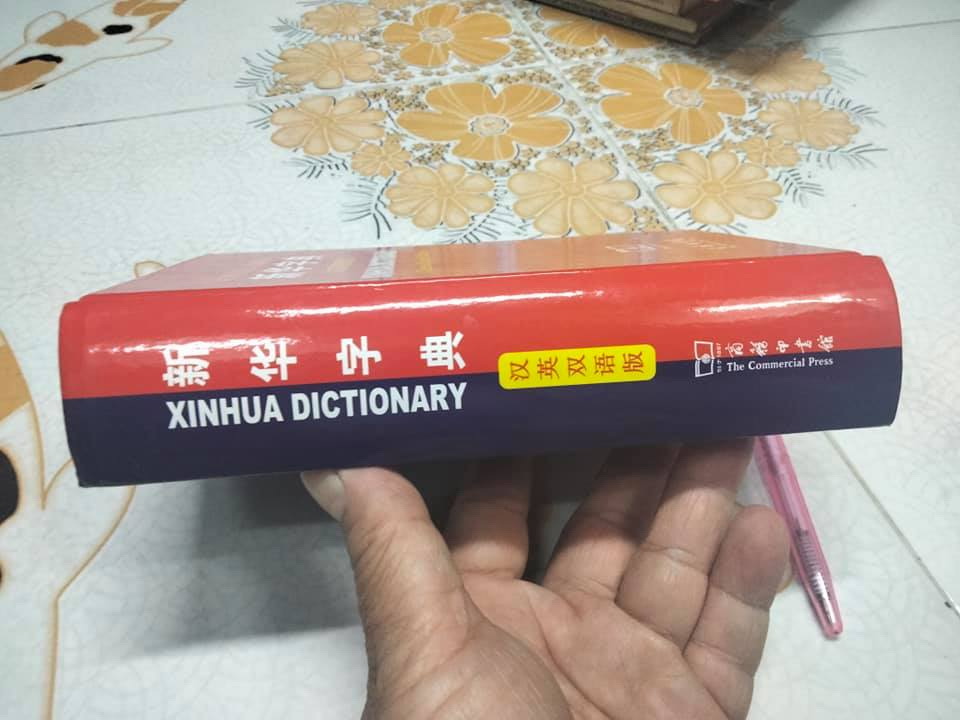 新华字典
XINHUA DICTIONARY
汉英双语版
商务印书馆
The Commercial Press